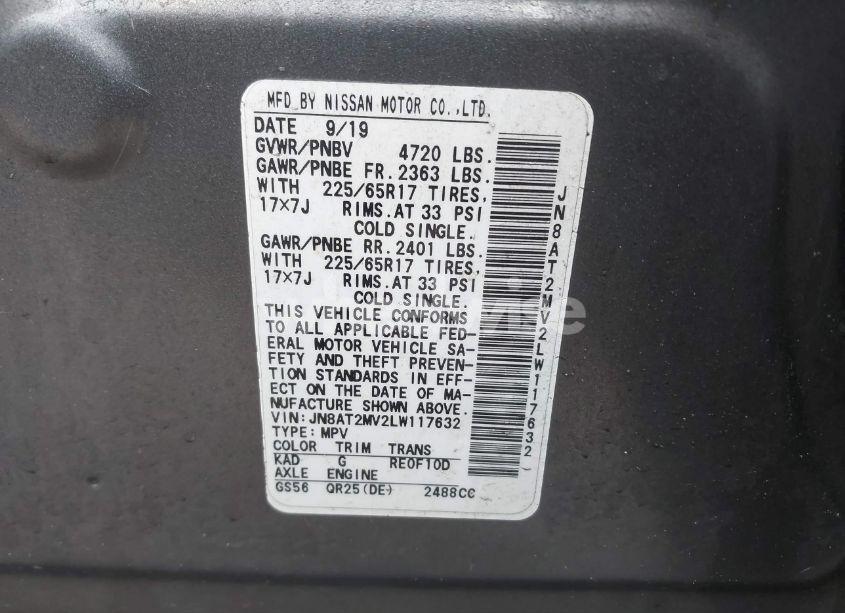 MFD BY NISSAN MOTOR CO.,LTD.
DATE 9/19
GVWR/PNBV 4720 LBS.
GAWR/PNBE FR. 2363 LBS.
WITH 225/65R17 TIRES,
17×7J RIMS.AT 33 PSI
COLD SINGLE.
GAWR/PNBE RR. 2401 LBS.
WITH 225/65R17 TIRES,
17×7J RIMS.AT 33 PSI
COLD SINGLE.
THIS VEHICLE CONFORMS
TO ALL APPLICABLE FED-
ERAL MOTOR VEHICLE SA-
FETY AND THEFT PREVEN-
TION STANDARDS IN EFF-
ECT ON THE DATE OF MA-
NUFACTURE SHOWN ABOVE.
VIN:JN8AT2MV2LW117632
TYPE:MPV
COLOR TRIM TRANS
KAD G RE0F10D
AXLE ENGINE
GS56 QR25(DE-) 2488CC
JN8AT2MV2LW117632